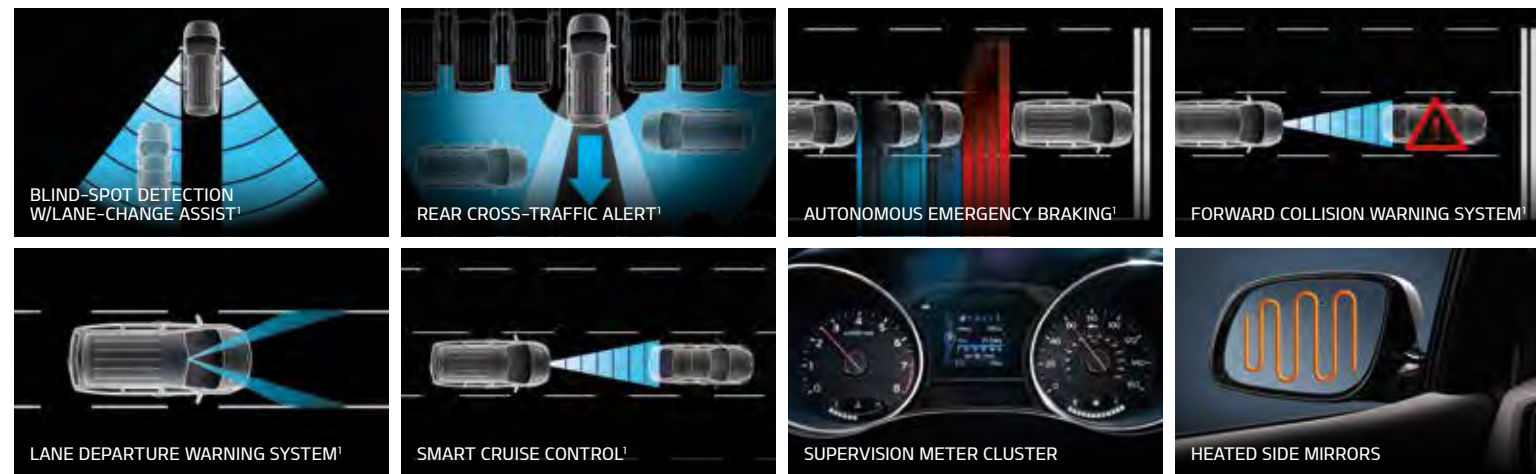 BLIND-SPOT DETECTION
W/LANE-CHANGE ASSIST¹
REAR CROSS-TRAFFIC ALERT¹
AUTONOMOUS EMERGENCY BRAKING¹
FORWARD COLLISION WARNING SYSTEM¹
LANE DEPARTURE WARNING SYSTEM¹
SMART CRUISE CONTROL¹
SUPERVISION METER CLUSTER
HEATED SIDE MIRRORS